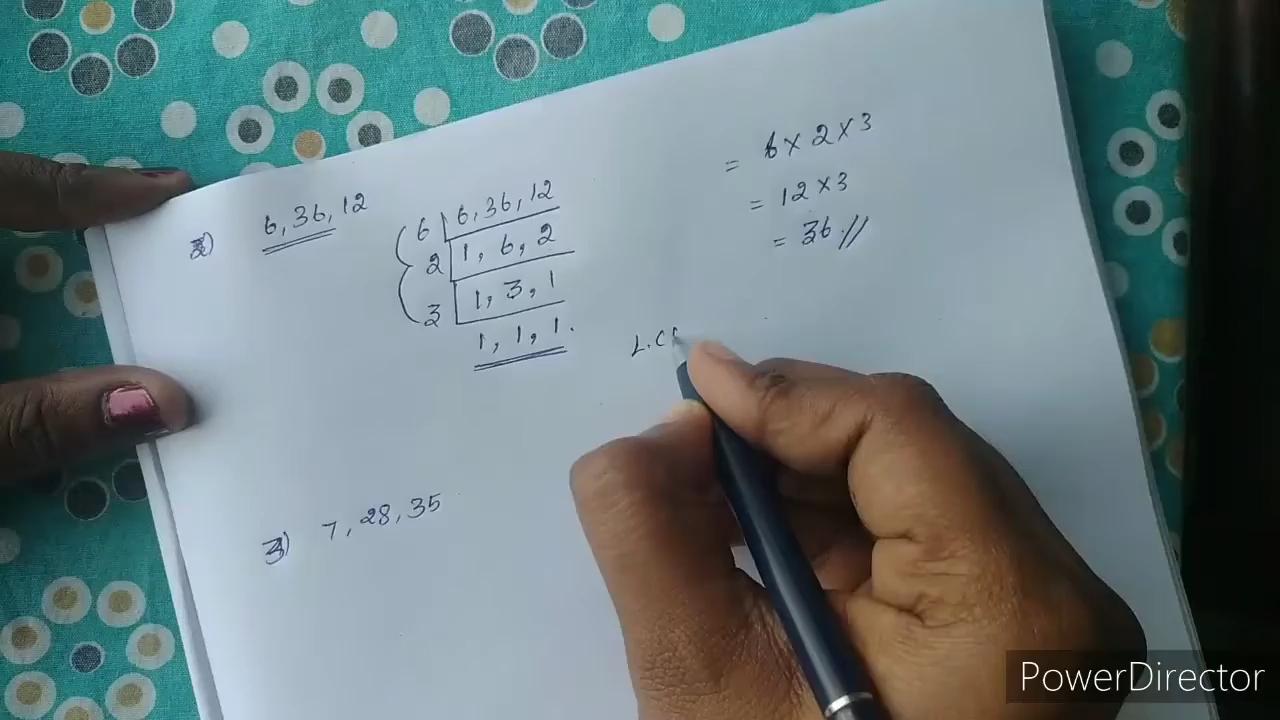 2) 6, 36, 12
6 | 6, 36, 12
2 | 1, 6, 2
3 | 1, 3, 1
1, 1, 1.
= 6 x 2 x 3
= 12 x 3
= 36.//
L.C
3) 7, 28, 35
PowerDirector